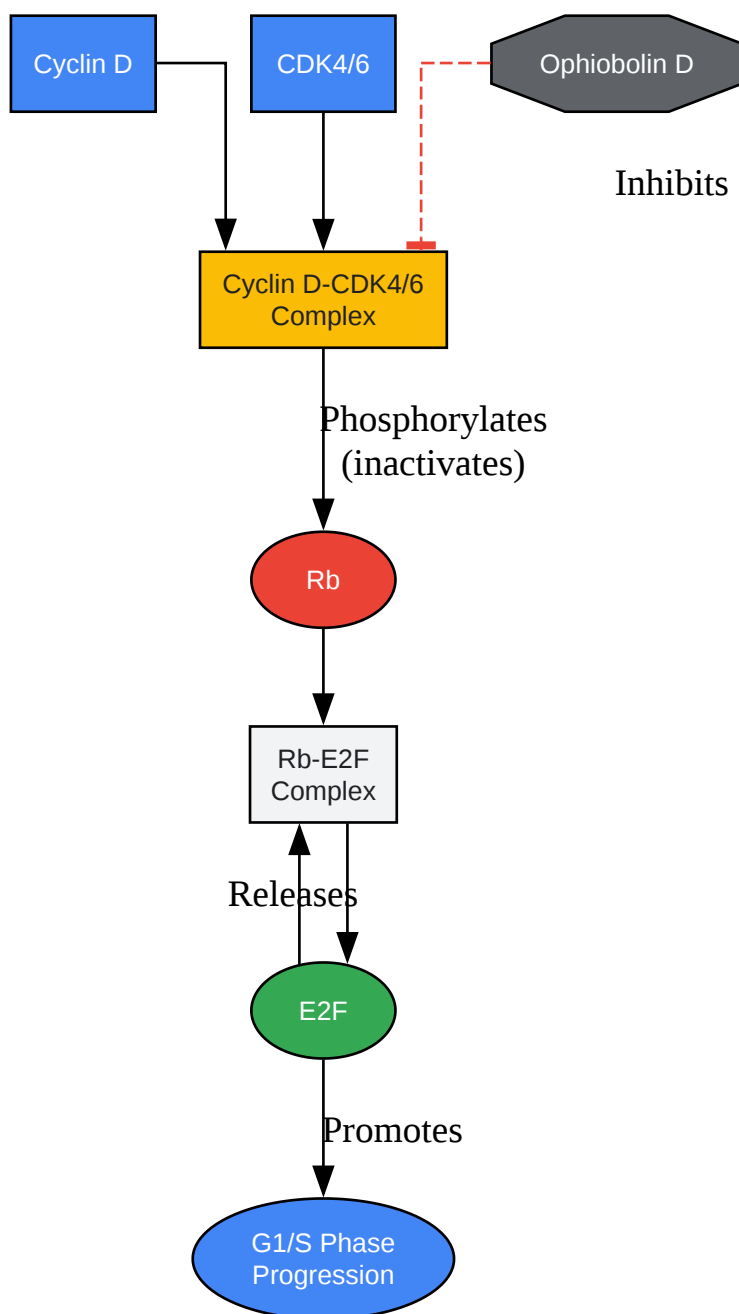 Cyclin D
CDK4/6
Ophiobolin D
Inhibits
Cyclin D-CDK4/6
Complex
Phosphorylates
(inactivates)
Rb
Rb-E2F
Complex
Releases
E2F
Promotes
G1/S Phase
Progression